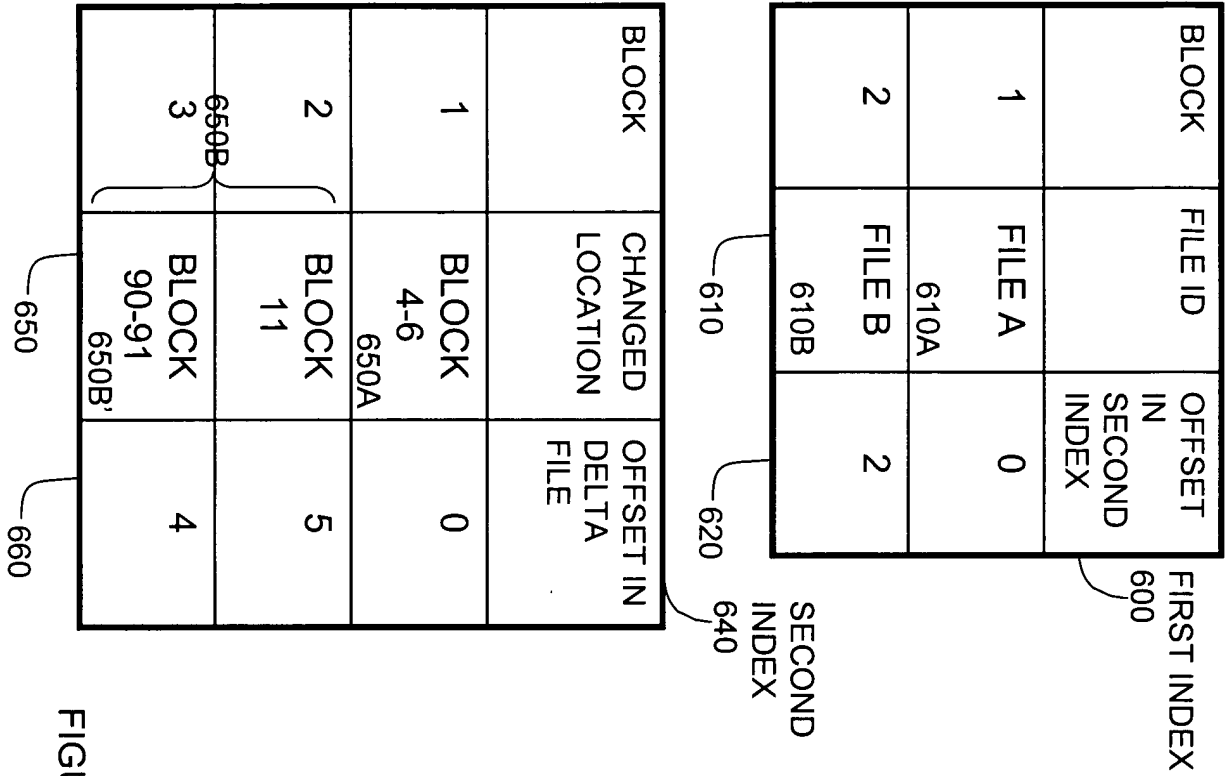 FIRST INDEX
600
BLOCK
FILE ID
OFFSET
IN
SECOND
INDEX
1
FILE A
610A
0
2
FILE B
610B
2
610
620
SECOND
INDEX
640
BLOCK
CHANGED
LOCATION
OFFSET IN
DELTA
FILE
1
BLOCK
4-6
650A
0
2
BLOCK
11
5
650B
3
BLOCK
90-91
650B'
4
650
660